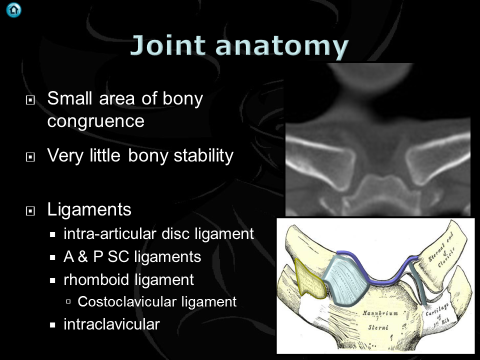 Joint anatomy
Small area of bony
congruence
Very little bony stability
Ligaments
intra-articular disc ligament
A & P SC ligaments
rhomboid ligament
Costoclavicular ligament
intraclavicular
Sternal end
of
Clavicle
Manubrium
Sterni
Cartilage
of
1st Rib